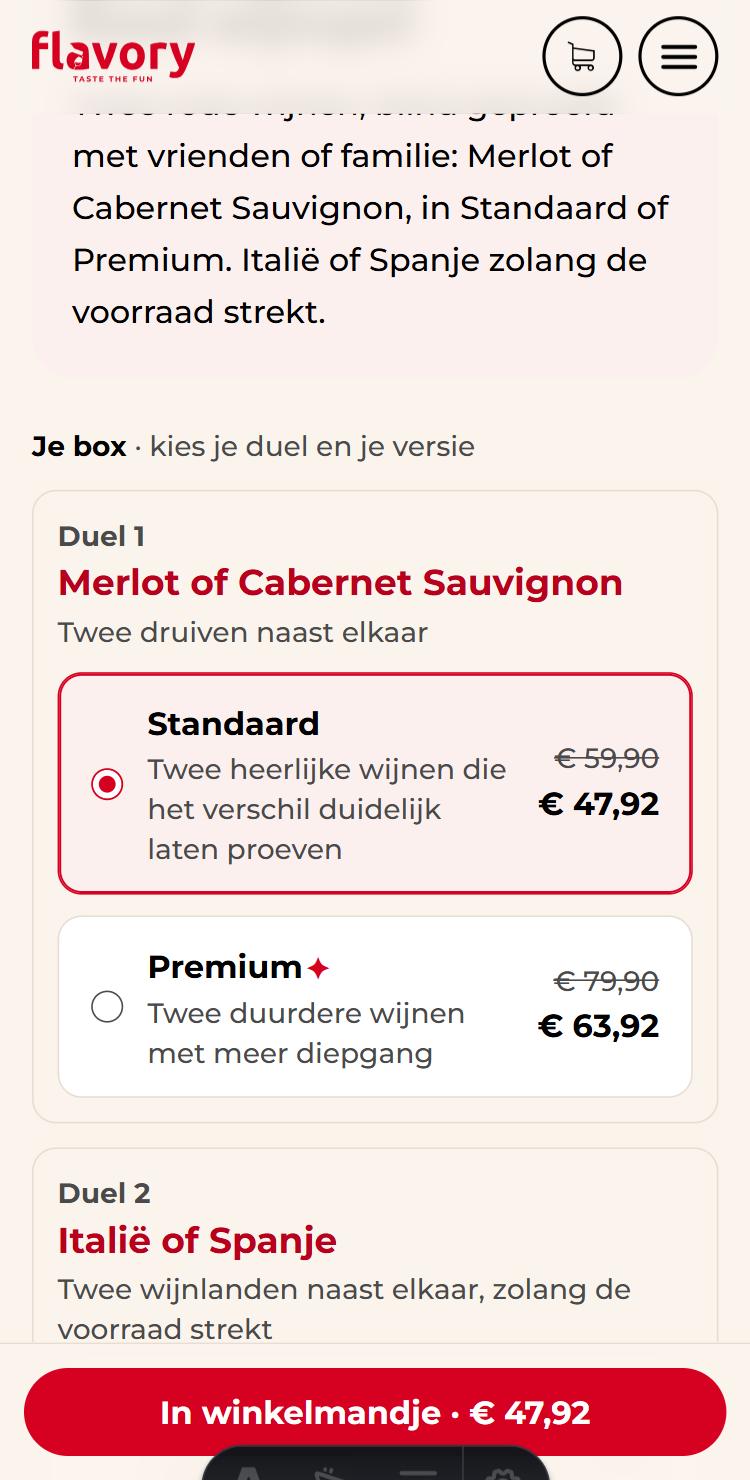 flavory
TASTE THE FUN
met vrienden of familie: Merlot of
Cabernet Sauvignon, in Standaard of
Premium. Italië of Spanje zolang de
voorraad strekt.
Je box · kies je duel en je versie
Duel 1
Merlot of Cabernet Sauvignon
Twee druiven naast elkaar
Standaard
Twee heerlijke wijnen die
het verschil duidelijk
laten proeven
€ 59,90
€ 47,92
Premium
Twee duurdere wijnen
met meer diepgang
€ 79,90
€ 63,92
Duel 2
Italië of Spanje
Twee wijnlanden naast elkaar, zolang de
voorraad strekt
In winkelmandje · € 47,92